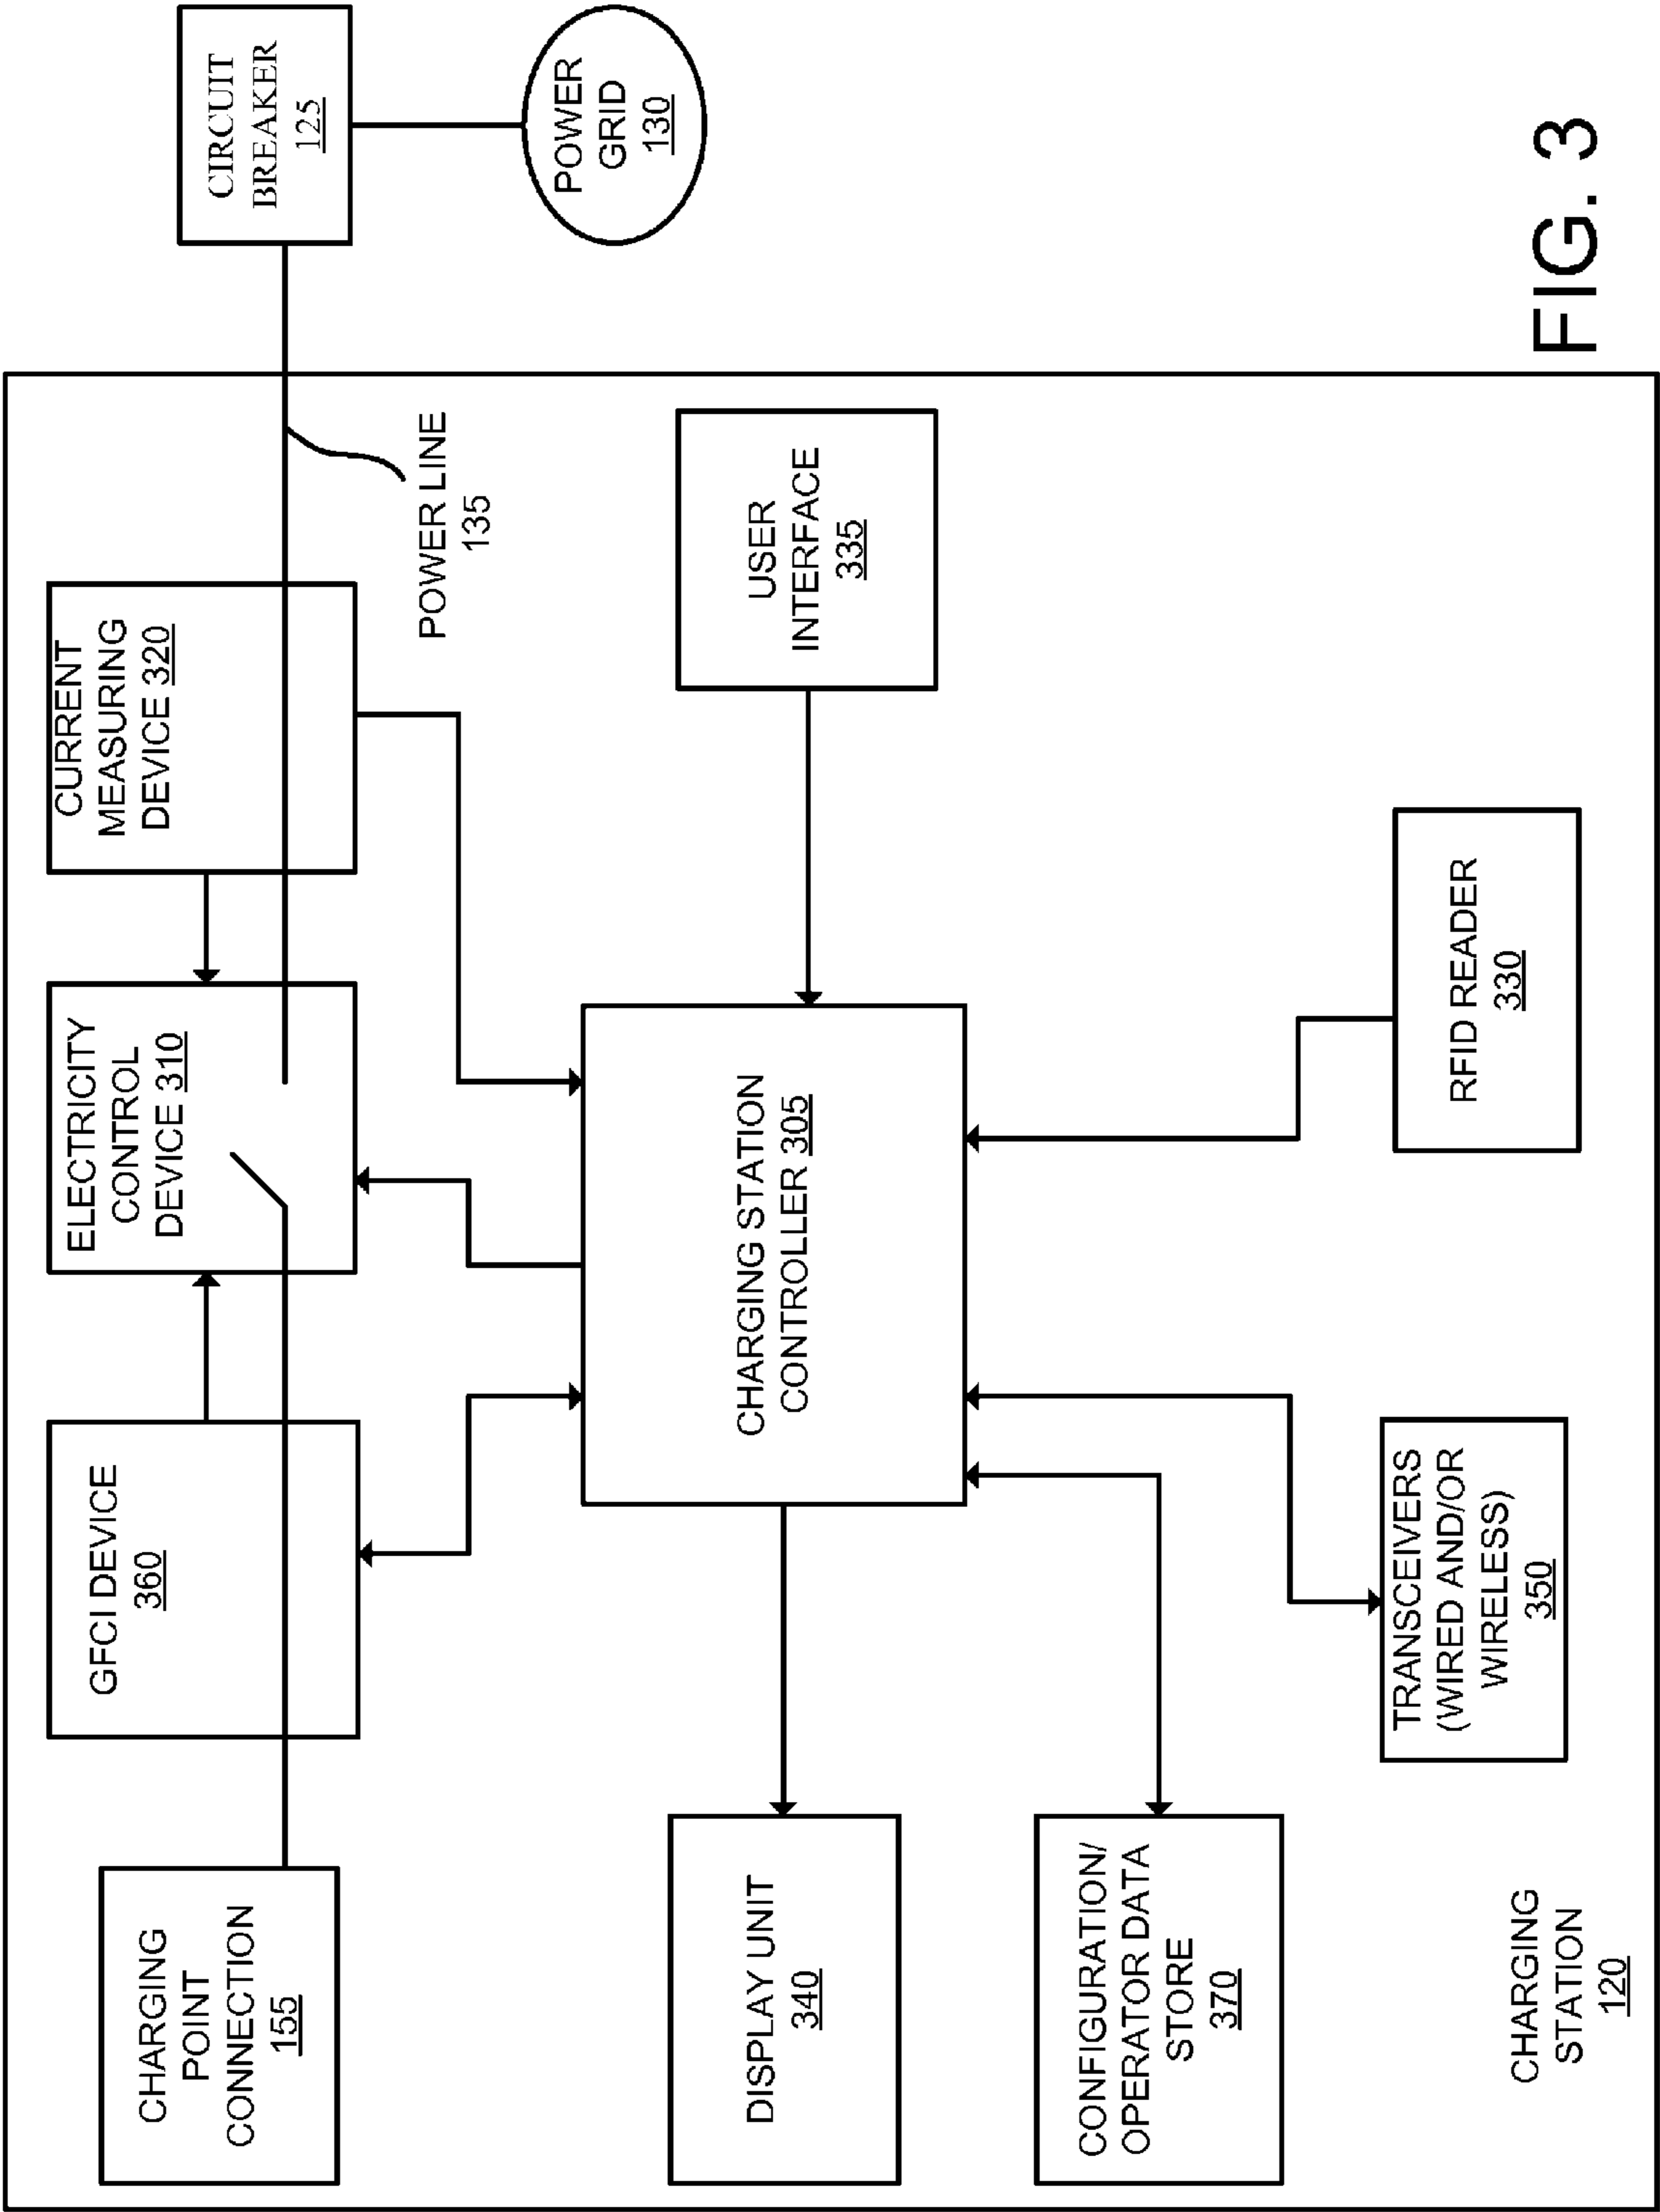 CHARGING
POINT
CONNECTION
155
GFCI DEVICE
360
ELECTRICITY
CONTROL
DEVICE 310
CURRENT
MEASURING
DEVICE 320
CIRCUIT
BREAKER
125
POWER LINE
135
POWER
GRID
130
DISPLAY UNIT
340
CHARGING STATION
CONTROLLER 305
USER
INTERFACE
335
CONFIGURATION/
OPERATOR DATA
STORE
370
TRANSCEIVERS
(WIRED AND/OR
WIRELESS)
350
RFID READER
330
CHARGING
STATION
120
FIG. 3